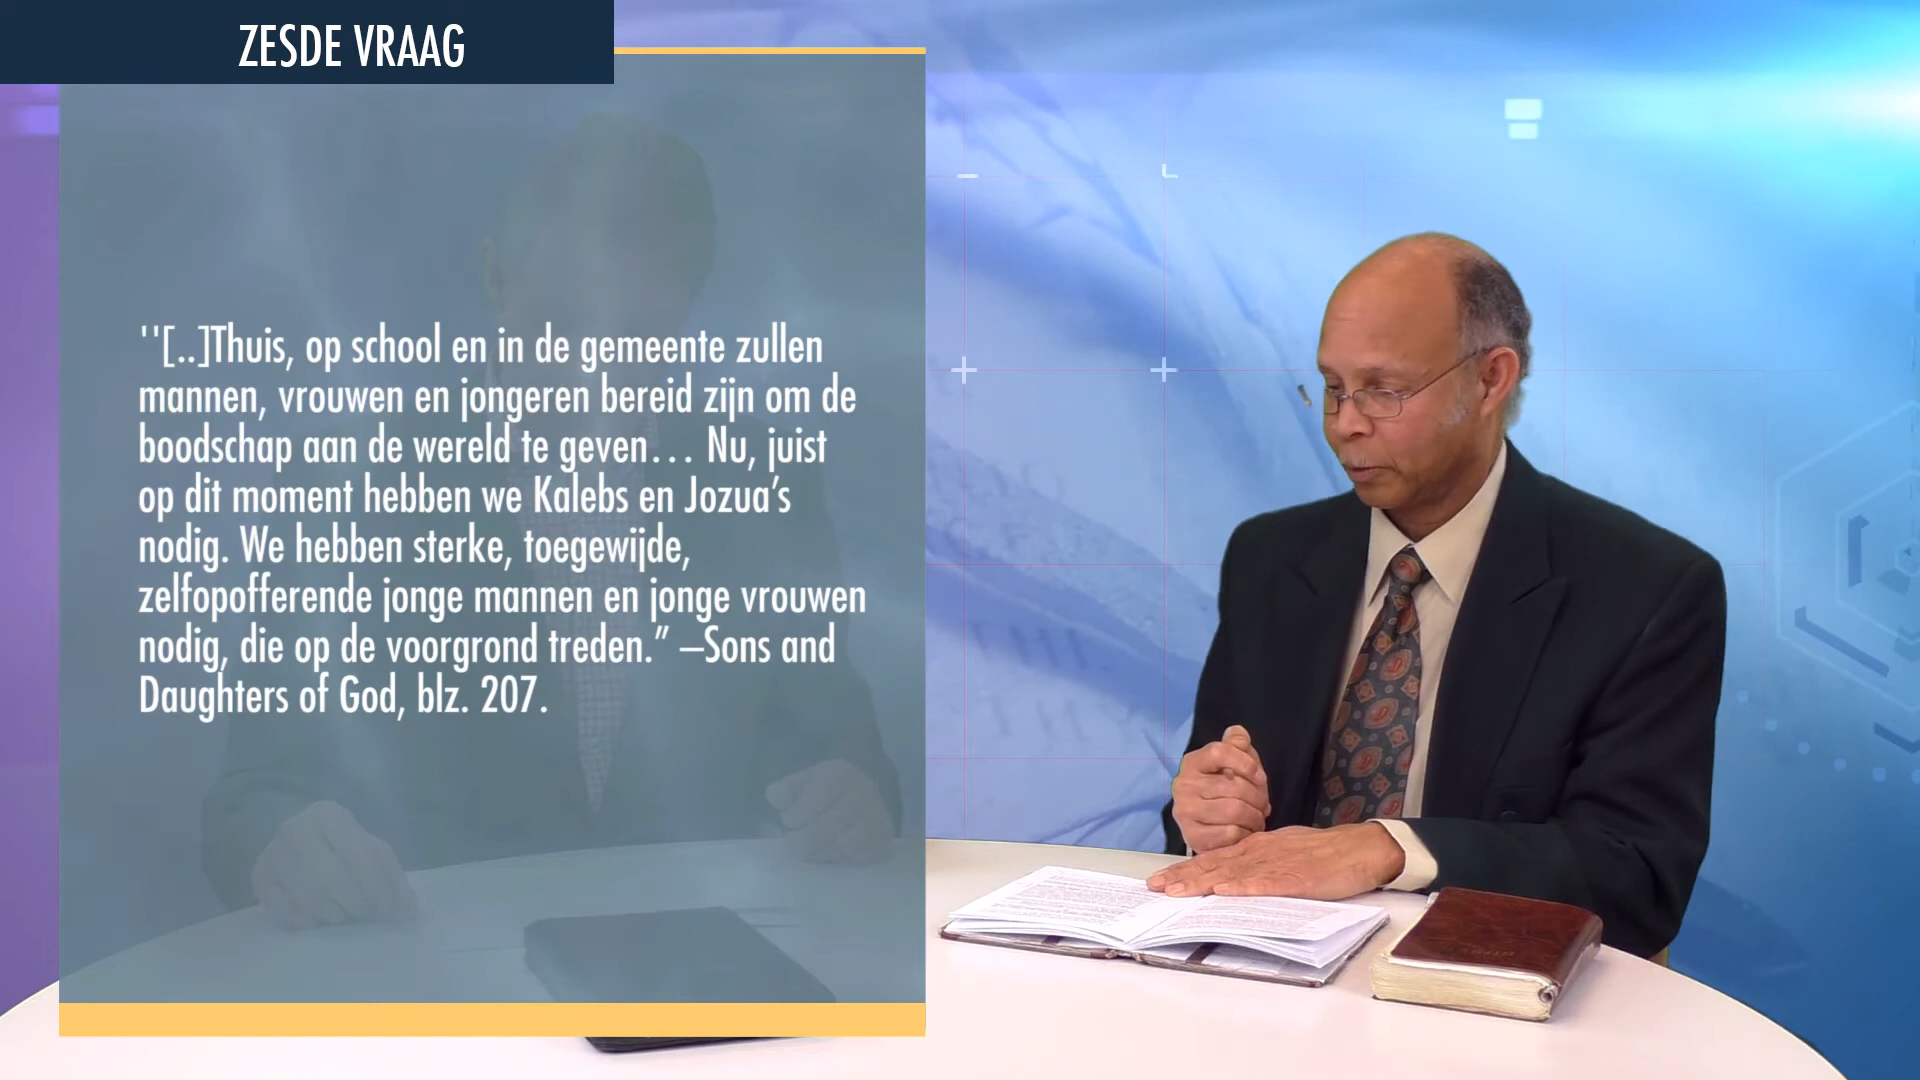 ZESDE VRAAG
''[..]Thuis, op school en in de gemeente zullen
mannen, vrouwen en jongeren bereid zijn om de
boodschap aan de wereld te geven… Nu, juist
op dit moment hebben we Kalebs en Jozua’s
nodig. We hebben sterke, toegewijde,
zelfopofferende jonge mannen en jonge vrouwen
nodig, die op de voorgrond treden.” –Sons and
Daughters of God, blz. 207.